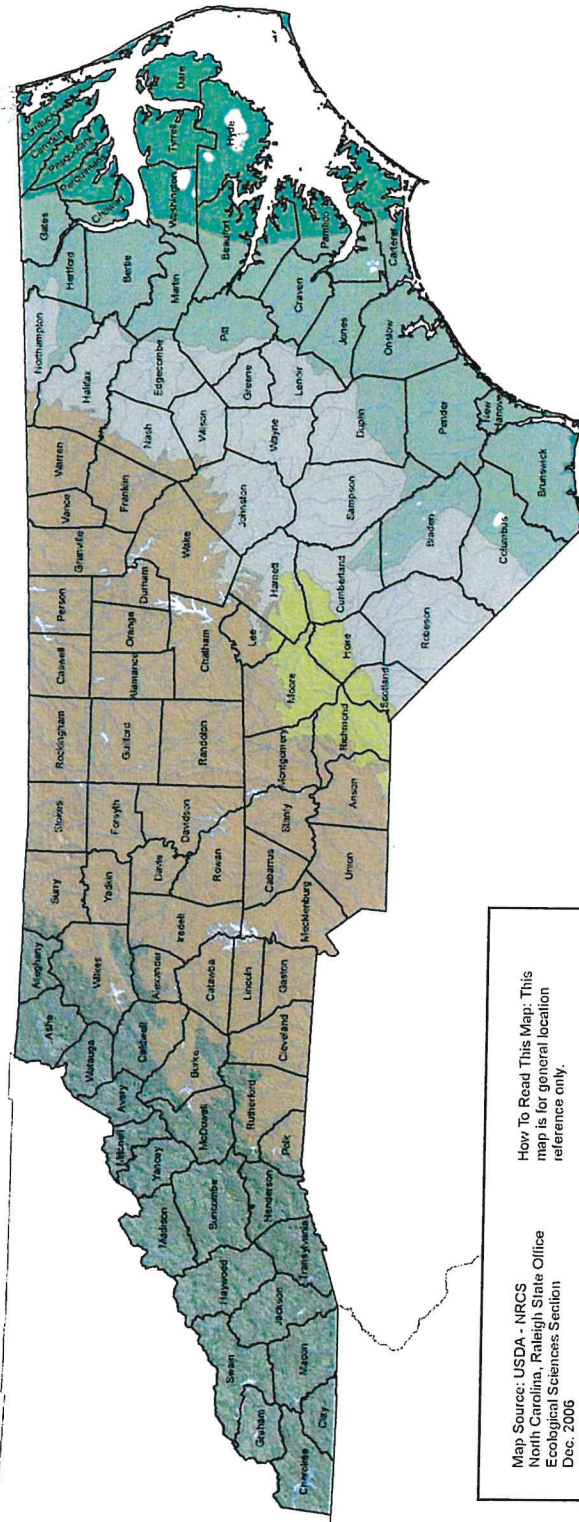 Currituck
Camden
Pasquotank
Perquimans
Chowan
Gates
Hertford
Northampton
Halifax
Warren
Vance
Granville
Person
Caswell
Rockingham
Stokes
Surry
Alleghany
Ashe
Watauga
Wilkes
Yadkin
Forsyth
Guilford
Alamance
Orange
Durham
Franklin
Nash
Edgecombe
Bertie
Martin
Washington
Tyrrell
Dare
Hyde
Beaufort
Pitt
Wilson
Wake
Chatham
Randolph
Davidson
Davie
Iredell
Alexander
Caldwell
Avery
Mitchell
Yancey
Madison
Burke
McDowell
Buncombe
Haywood
Swain
Graham
Cherokee
Clay
Macon
Jackson
Transylvania
Henderson
Polk
Rutherford
Cleveland
Lincoln
Gaston
Catawba
Rowan
Cabarrus
Mecklenburg
Stanly
Union
Anson
Montgomery
Moore
Lee
Harnett
Johnston
Wayne
Greene
Lenoir
Craven
Pamlico
Carteret
Jones
Onslow
Duplin
Sampson
Cumberland
Hoke
Richmond
Scotland
Robeson
Bladen
Pender
New
Hanover
Brunswick
Columbus
Map Source: USDA - NRCS
North Carolina, Raleigh State Office
Ecological Sciences Section
Dec. 2006
How To Read This Map: This
map is for general location
reference only.